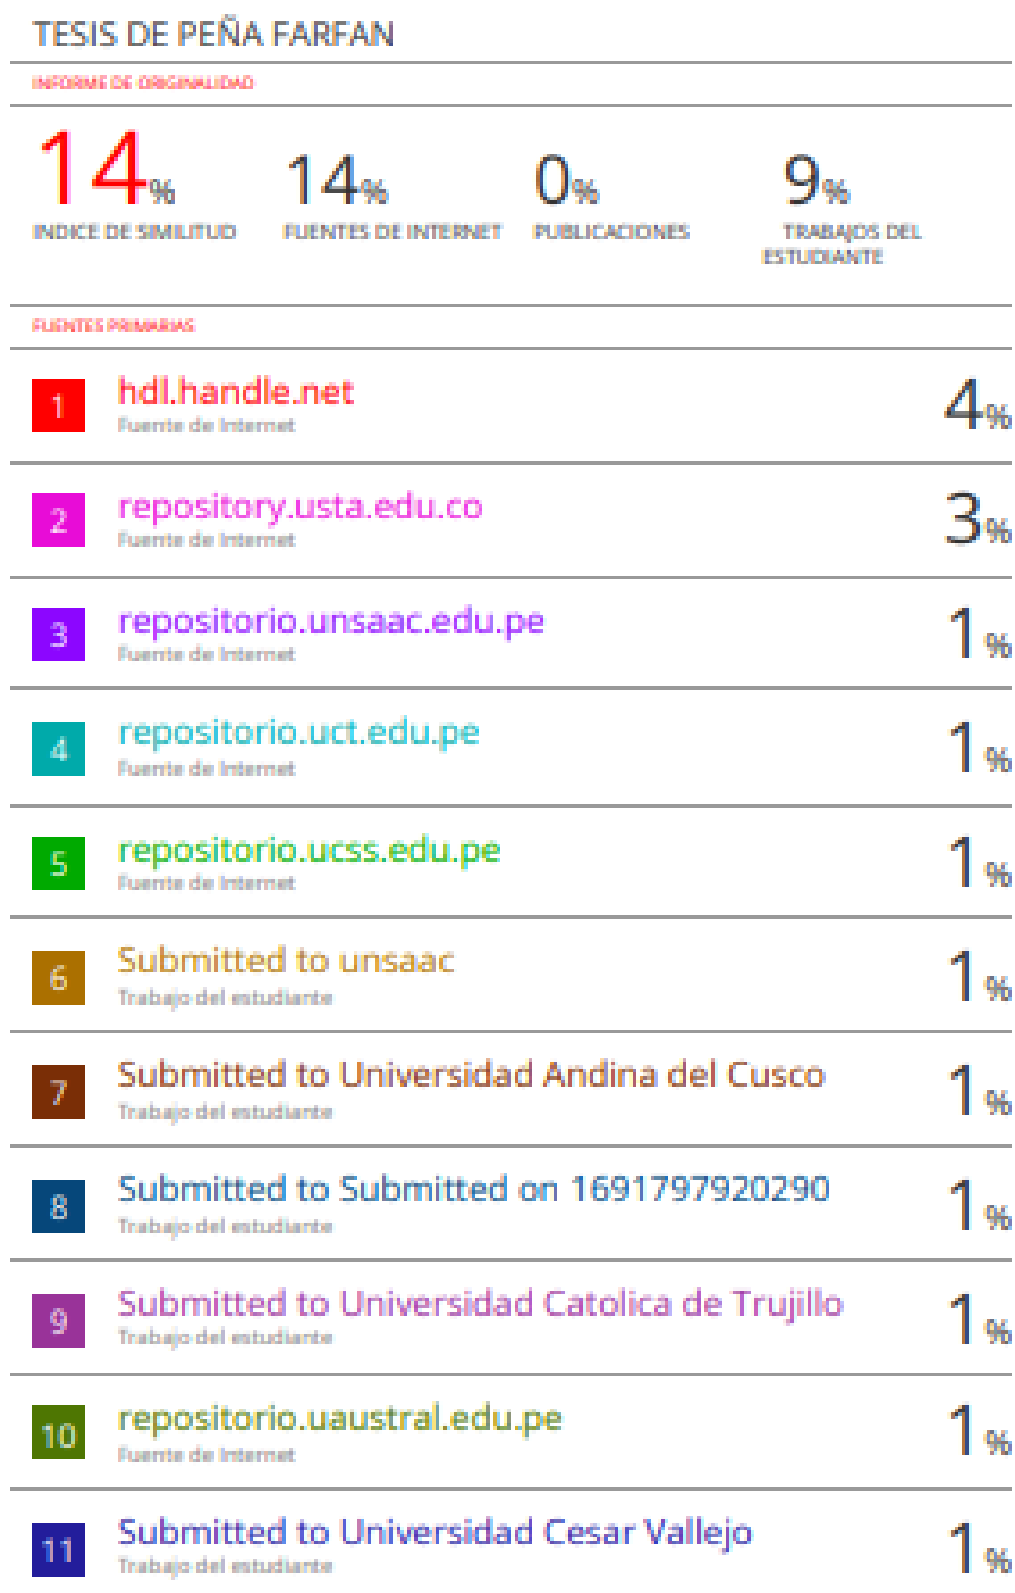 TESIS DE PEÑA FARFAN
INFORME DE ORIGINALIDAD
14% 14% 0% 9%
INDICE DE SIMILITUD FUENTES DE INTERNET PUBLICACIONES TRABAJOS DEL
ESTUDIANTE
FUENTES PRIMARIAS
1 hdl.handle.net 4%
Fuente de Internet
2 repository.usta.edu.co 3%
Fuente de Internet
3 repositorio.unsaac.edu.pe 1%
Fuente de Internet
4 repositorio.uct.edu.pe 1%
Fuente de Internet
5 repositorio.ucss.edu.pe 1%
Fuente de Internet
6 Submitted to unsaac 1%
Trabajo del estudiante
7 Submitted to Universidad Andina del Cusco 1%
Trabajo del estudiante
8 Submitted to Submitted on 1691797920290 1%
Trabajo del estudiante
9 Submitted to Universidad Catolica de Trujillo 1%
Trabajo del estudiante
10 repositorio.uaustral.edu.pe 1%
Fuente de Internet
11 Submitted to Universidad Cesar Vallejo 1%
Trabajo del estudiante